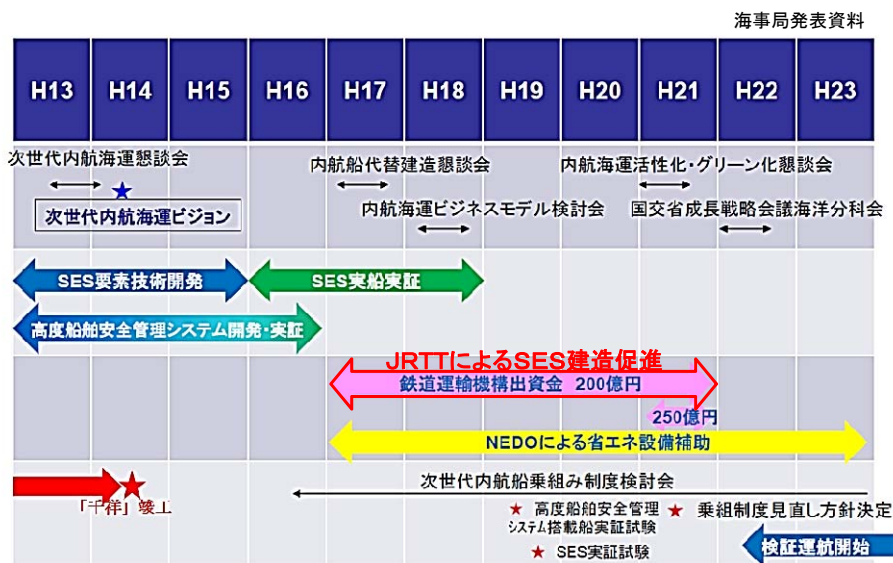 海事局発表資料
H13 H14 H15 H16 H17 H18 H19 H20 H21 H22 H23
次世代内航海運懇談会
内航船代替建造懇談会
内航海運活性化・グリーン化懇談会
次世代内航海運ビジョン
内航海運ビジネスモデル検討会
国交省成長戦略会議海洋分科会
SES要素技術開発
SES実船実証
高度船舶安全管理システム開発・実証
JRTTによるSES建造促進
鉄道運輸機構出資金 200億円
250億円
NEDOによる省エネ設備補助
次世代内航船乗組み制度検討会
「千祥」竣工
★ 高度船舶安全管理
システム搭載船実証試験
★ 乗組制度見直し方針決定
★ SES実証試験
検証運航開始